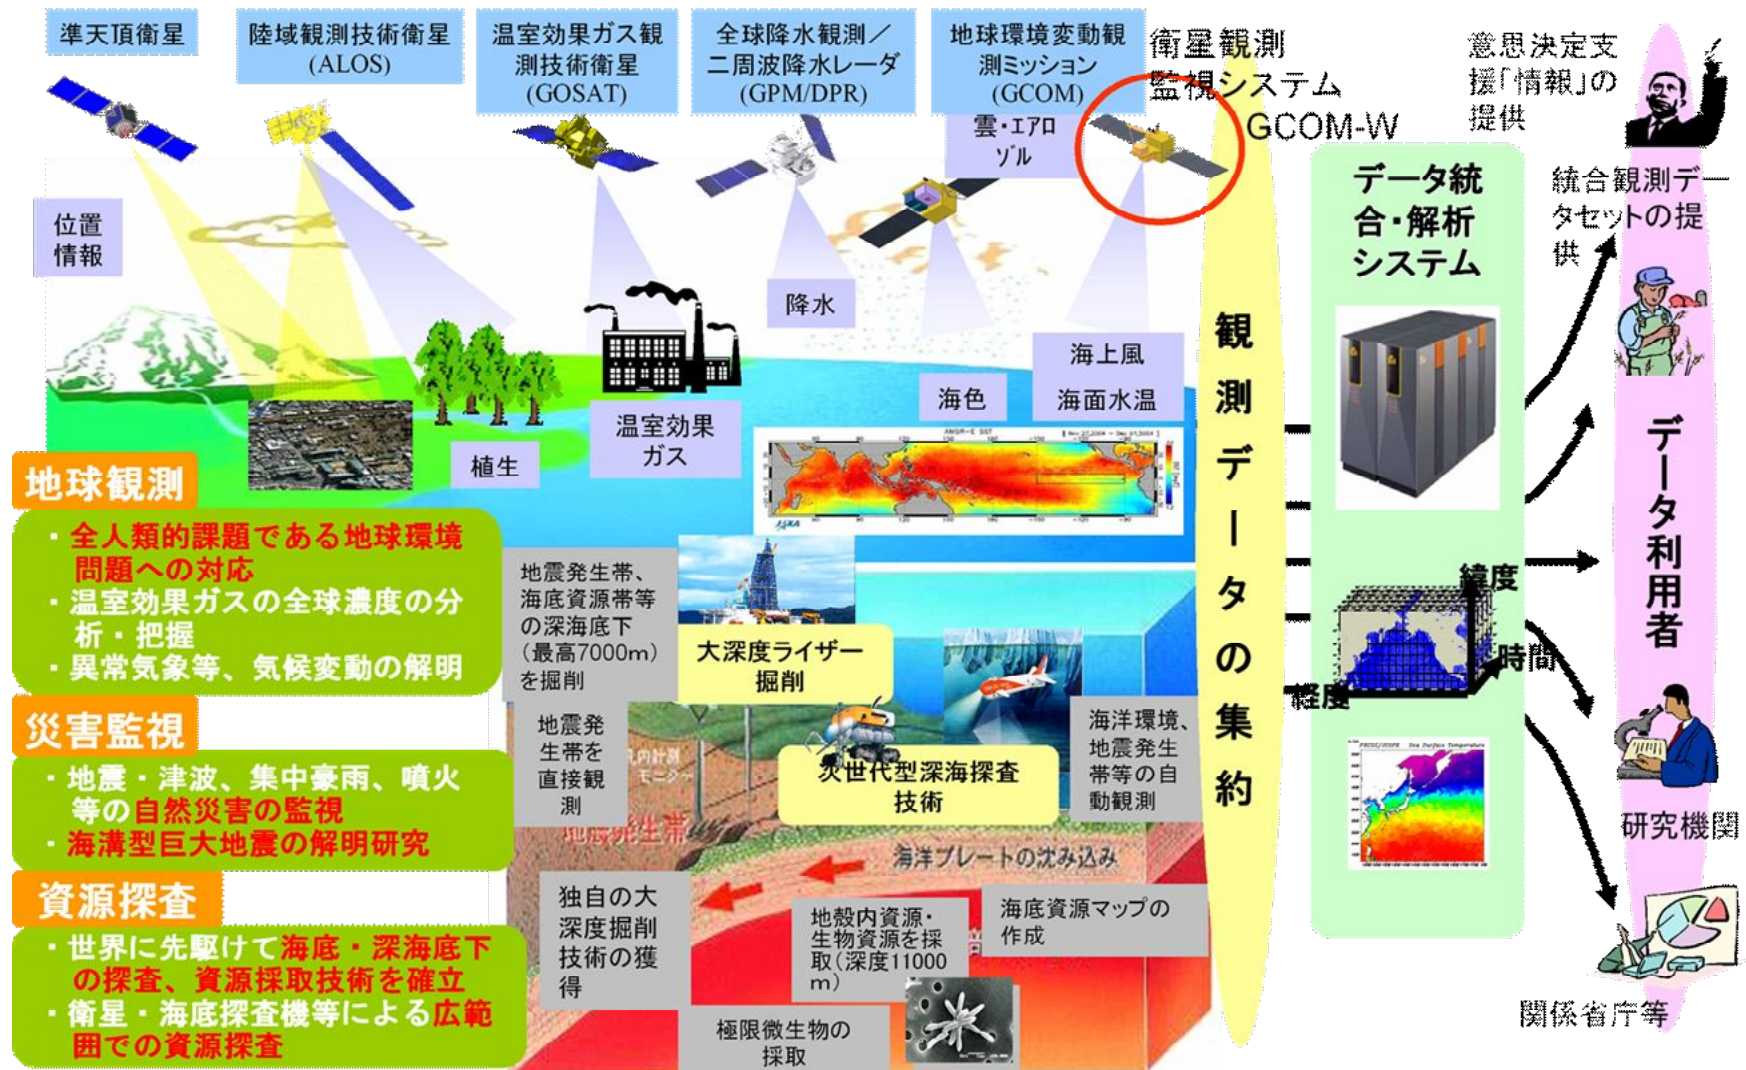 準天頂衛星
陸域観測技術衛星
(ALOS)
温室効果ガス観
測技術衛星
(GOSAT)
全球降水観測／
二周波降水レーダ
(GPM/DPR)
地球環境変動観
測ミッション
(GCOM)
雲・エアロ
ゾル
衛星観測
監視システム
GCOM-W
意思決定支
援「情報」の
提供
統合観測デー
タセットの提
供
データ統
合・解析
システム
位置
情報
降水
海上風
海面水温
海色
温室効果
ガス
植生
AMSR-E SST
JAXA
観測データの集約
データ利用者
緯度
時間
経度
Sea Surface Temperature
研究機関
関係省庁等
地球観測
・全人類的課題である地球環境
問題への対応
・温室効果ガスの全球濃度の分
析・把握
・異常気象等、気候変動の解明
災害監視
・地震・津波、集中豪雨、噴火
等の自然災害の監視
・海溝型巨大地震の解明研究
資源探査
・世界に先駆けて海底・深海底下
の探査、資源採取技術を確立
・衛星・海底探査機等による広範
囲での資源探査
地震発生帯、
海底資源帯等
の深海底下
（最高7000m）
を掘削
大深度ライザー
掘削
地震発
生帯を
直接観
測
孔内計測
モニター
次世代型深海探査
技術
海洋環境、
地震発生
帯等の自
動観測
地震発生帯
海洋プレートの沈み込み
独自の大
深度掘削
技術の獲
得
地殻内資源・
生物資源を採
取（深度11000
m）
海底資源マップの
作成
極限微生物の
採取